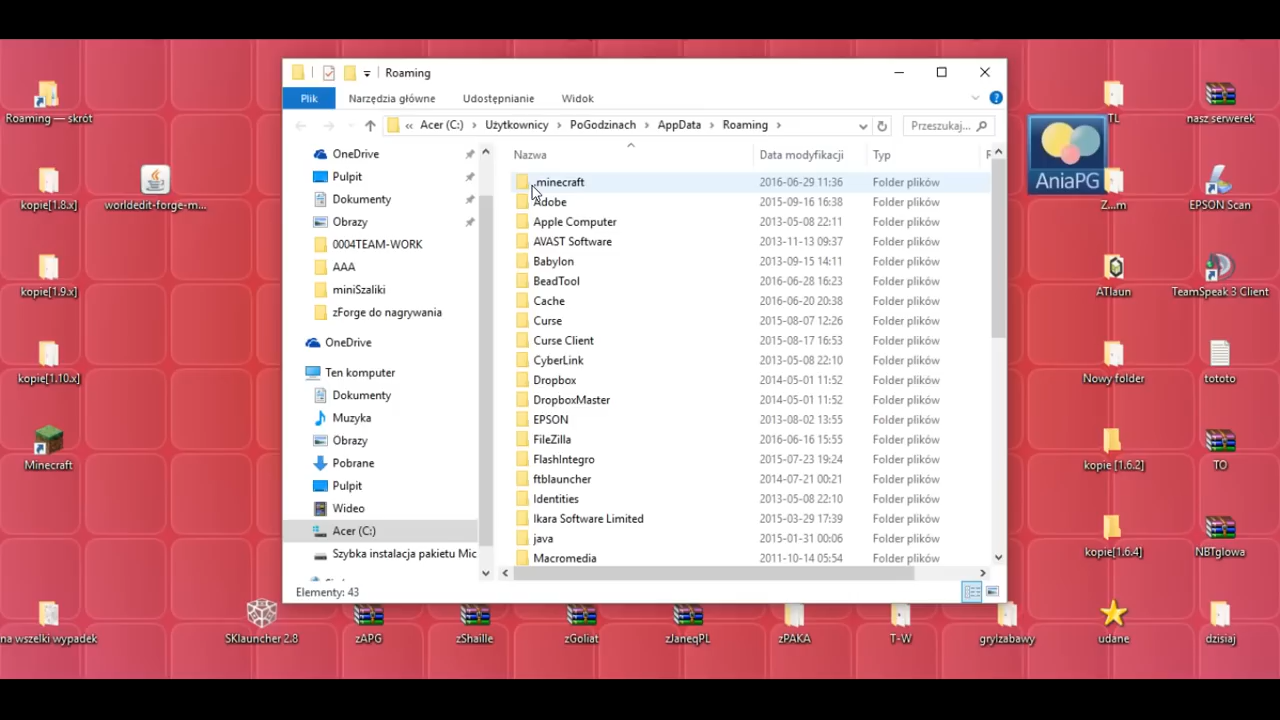 Roaming
Plik
Narzędzia główne
Udostępnianie
Widok
« Acer (C:) › Użytkownicy › PoGodzinach › AppData › Roaming ›
Przeszukaj...
OneDrive
Pulpit
Dokumenty
Obrazy
0004TEAM-WORK
AAA
miniSzaliki
zForge do nagrywania
OneDrive
Ten komputer
Dokumenty
Muzyka
Obrazy
Pobrane
Pulpit
Wideo
Acer (C:)
Szybka instalacja pakietu Mic
Nazwa Data modyfikacji Typ R
.minecraft 2016-06-29 11:36 Folder plików
Adobe 2015-09-16 16:38 Folder plików
Apple Computer 2013-05-08 22:11 Folder plików
AVAST Software 2013-11-13 09:37 Folder plików
Babylon 2013-09-15 14:11 Folder plików
BeadTool 2016-06-28 16:23 Folder plików
Cache 2016-06-20 20:38 Folder plików
Curse 2015-08-07 12:26 Folder plików
Curse Client 2015-08-17 16:53 Folder plików
CyberLink 2013-05-08 22:10 Folder plików
Dropbox 2014-05-01 11:52 Folder plików
DropboxMaster 2014-05-01 11:52 Folder plików
EPSON 2013-08-02 13:55 Folder plików
FileZilla 2016-06-16 15:55 Folder plików
FlashIntegro 2015-07-23 19:24 Folder plików
ftblauncher 2014-07-21 00:21 Folder plików
Identities 2013-05-08 22:10 Folder plików
Ikara Software Limited 2015-03-29 17:39 Folder plików
java 2015-01-31 00:06 Folder plików
Macromedia 2011-10-14 05:54 Folder plików
Elementy: 43
Roaming — skrót
kopie[1.8.x]
worldedit-forge-m...
kopie[1.9.x]
kopie[1.10.x]
Minecraft
TL
nasz serwerek
AniaPG
Z...m
EPSON Scan
ATlaun
TeamSpeak 3 Client
Nowy folder
tototo
kopie [1.6.2]
TO
kopie[1.6.4]
NBTglowa
na wszelki wypadek
SKlauncher 2.8
zAPG
zShaille
zGoliat
zJaneqPL
zPAKA
T-W
gryIzabawy
udane
dzisiaj